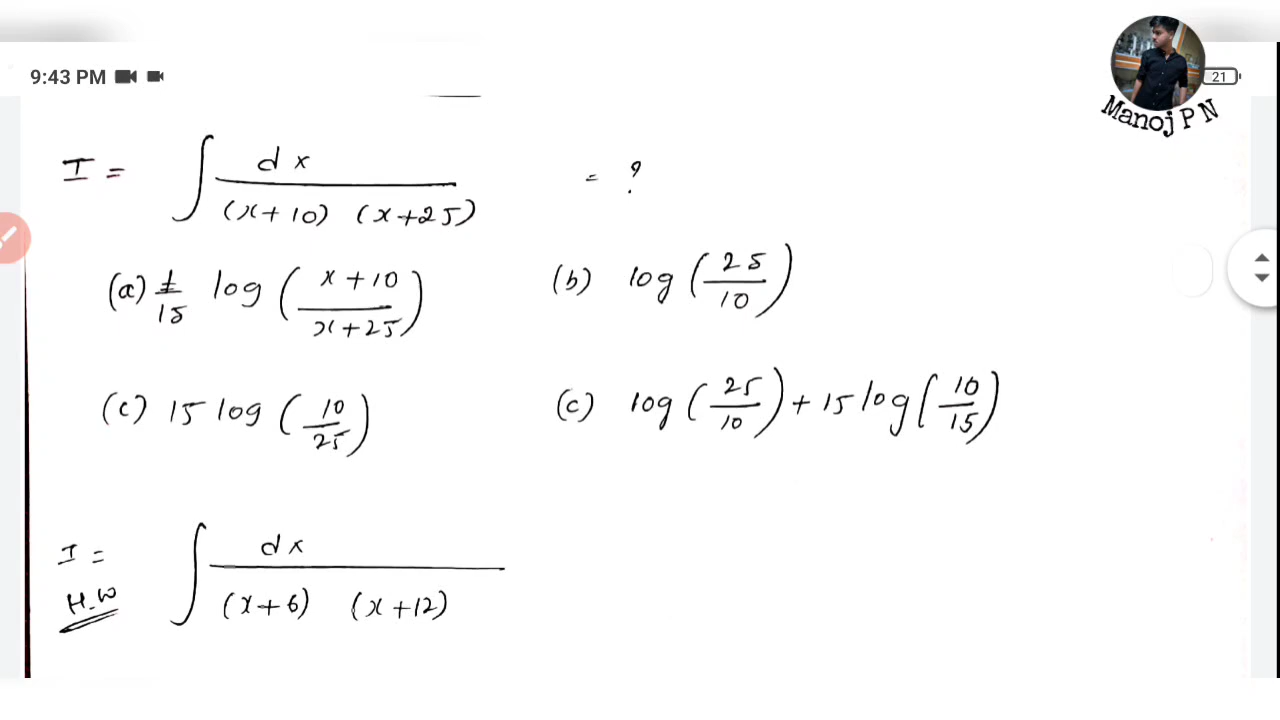 9:43 PM
21
Manoj P N
I = ∫ dx / (x+10) (x+25) = ?
(a) 1/15 log (x+10 / x+25) (b) log (25/10)
(c) 15 log (10/25) (c) log (25/10) + 15 log (10/15)
I = ∫ dx / (x+6) (x+12)
H.W